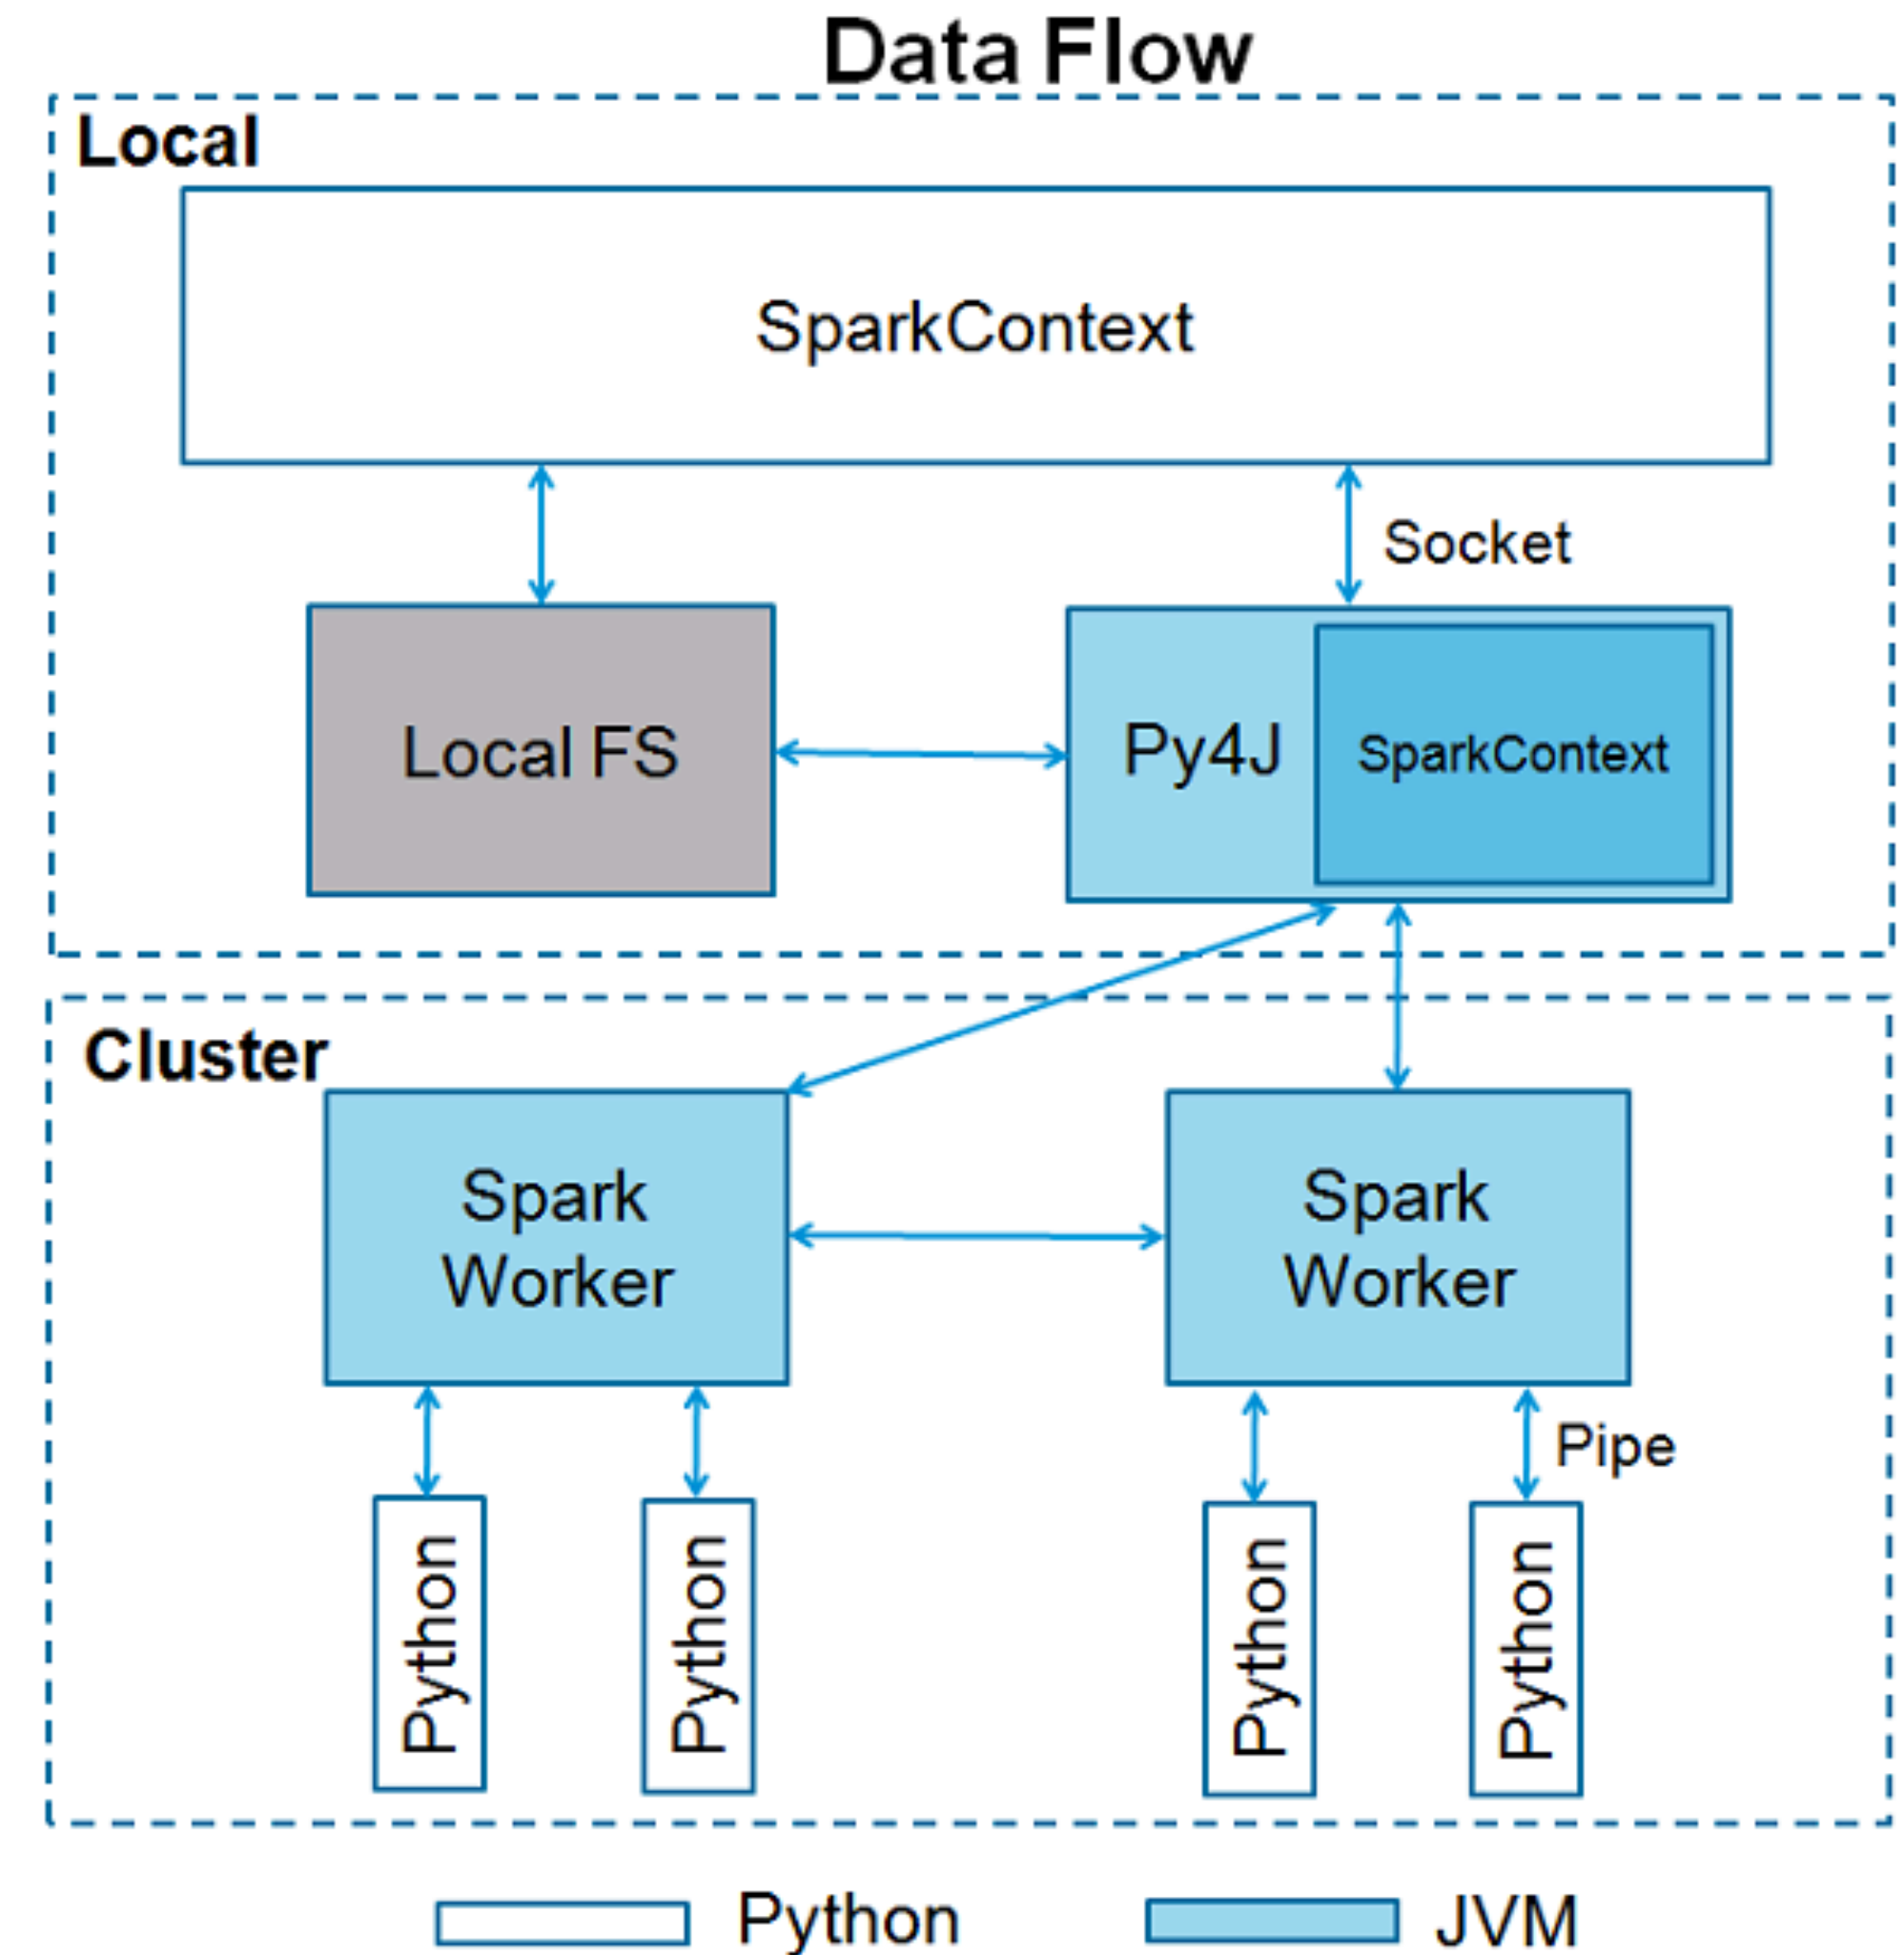 Data Flow
Local
SparkContext
Socket
Local FS
Py4J
SparkContext
Cluster
Spark
Worker
Spark
Worker
Pipe
Python
Python
Python
Python
Python
JVM